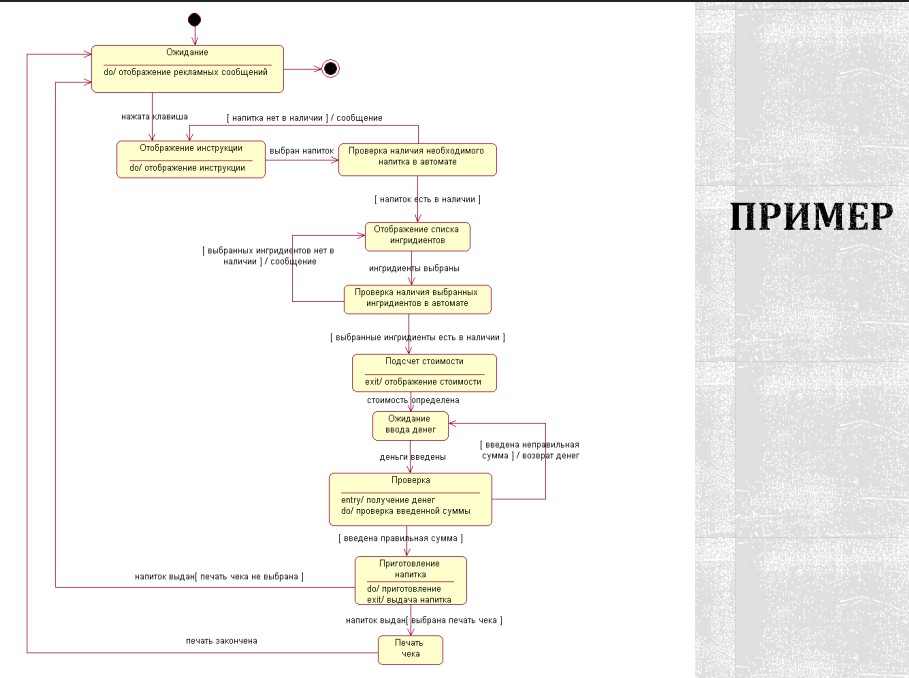 Ожидание
do/ отображение рекламных сообщений
нажата клавиша
[ напитка нет в наличии ] / сообщение
Отображение инструкции
do/ отображение инструкции
выбран напиток
Проверка наличия необходимого
напитка в автомате
[ напиток есть в наличии ]
ПРИМЕР
Отображение списка
ингридиентов
[ выбранных ингридиентов нет в
наличии ] / сообщение
ингридиенты выбраны
Проверка наличия выбранных
ингридиентов в автомате
[ выбранные ингридиенты есть в наличии ]
Подсчет стоимости
exit/ отображение стоимости
стоимость определена
Ожидание
ввода денег
[ введена неправильная
сумма ] / возврат денег
деньги введены
Проверка
entry/ получение денег
do/ проверка введенной суммы
[ введена правильная сумма ]
Приготовление
напитка
do/ приготовление
exit/ выдача напитка
напиток выдан[ печать чека не выбрана ]
напиток выдан[ выбрана печать чека ]
печать закончена
Печать
чека